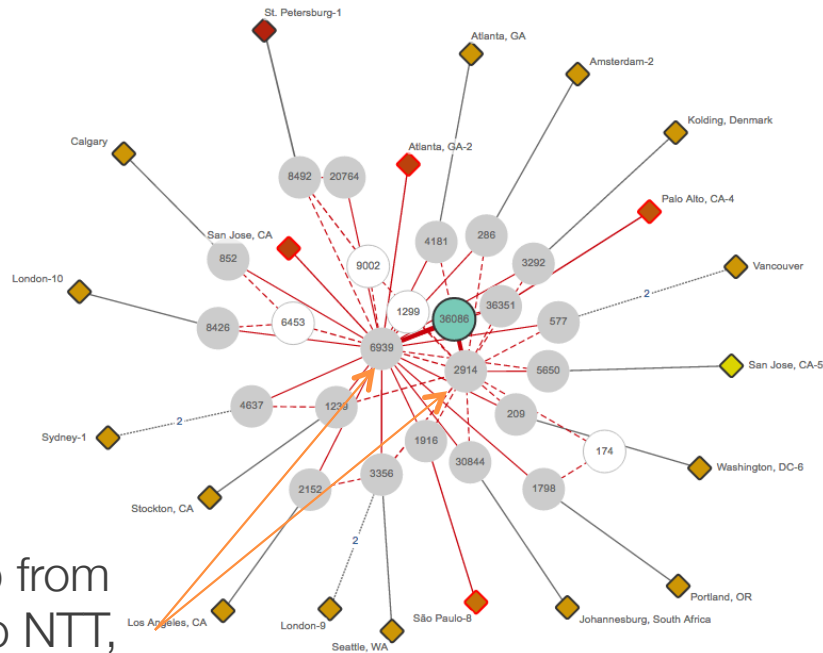 St. Petersburg-1
Atlanta, GA
Amsterdam-2
Kolding, Denmark
Calgary
Atlanta, GA-2
8492
20764
Palo Alto, CA-4
San Jose, CA
4181
286
852
9002
3292
Vancouver
London-10
1299
36086
36351
2
8426
6453
577
6939
2914
5650
San Jose, CA-5
4637
1239
209
2
Sydney-1
1916
174
3356
30844
Washington, DC-6
2152
1798
Stockton, CA
2
from
Portland, OR
Los Angeles, CA
London-9
São Paulo-8
Johannesburg, South Africa
NTT,
Seattle, WA